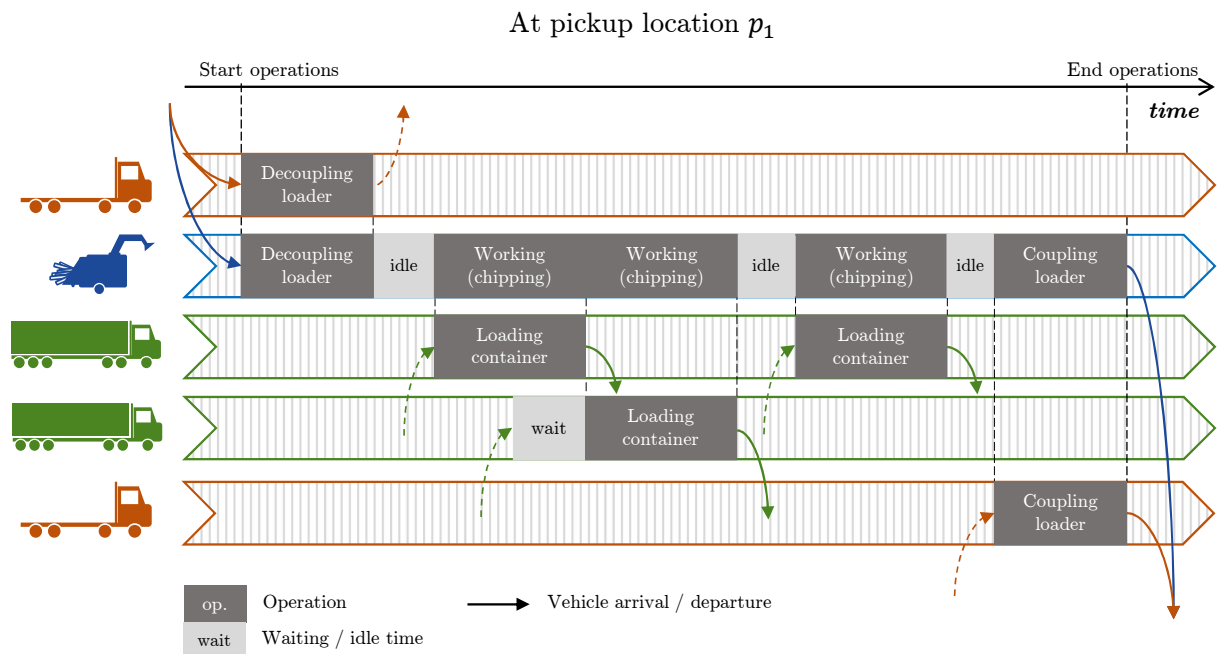 At pickup location p₁
Start operations
End operations
time
Decoupling
loader
Decoupling
loader
idle
Working
(chipping)
Working
(chipping)
idle
Working
(chipping)
idle
Coupling
loader
Loading
container
Loading
container
wait
Loading
container
Coupling
loader
op.
Operation
Vehicle arrival / departure
wait
Waiting / idle time